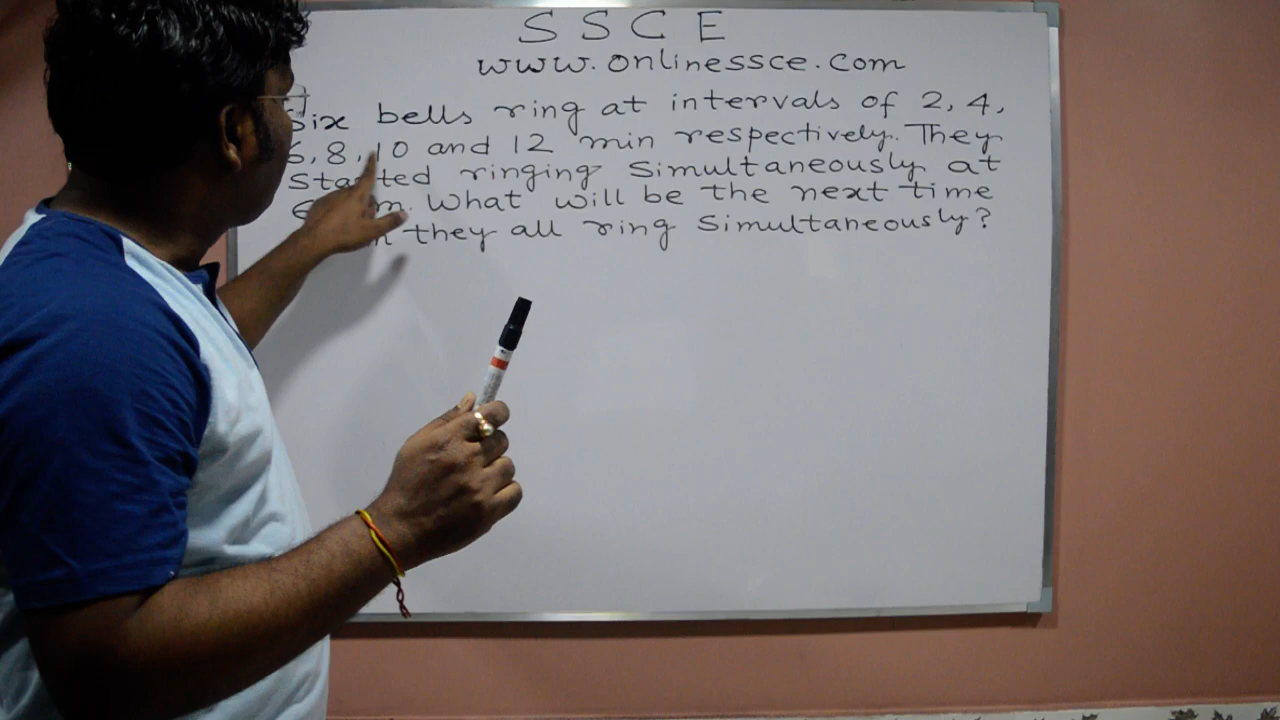 S S C E
www.onlinessce.com
Six bells ring at intervals of 2, 4,
6, 8, 10 and 12 min respectively. They
started ringing simultaneously at
What will be the next time
they all ring simultaneously?